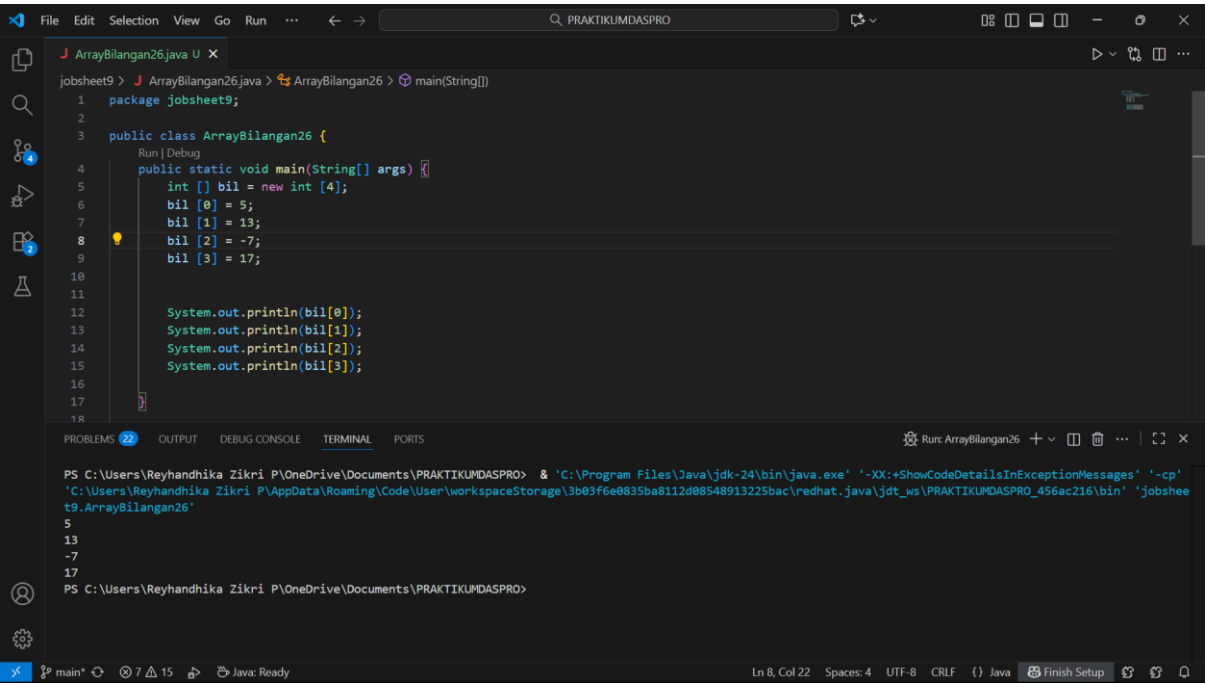 File Edit Selection View Go Run ··· ← → PRAKTIKUMDASPRO
J ArrayBilangan26.java U ×
jobsheet9 > J ArrayBilangan26.java > ArrayBilangan26 > main(String[])
1 package jobsheet9;
2
3 public class ArrayBilangan26 {
Run | Debug
4 public static void main(String[] args) {
5 int [] bil = new int [4];
6 bil [0] = 5;
7 bil [1] = 13;
8 bil [2] = -7;
9 bil [3] = 17;
10
11
12 System.out.println(bil[0]);
13 System.out.println(bil[1]);
14 System.out.println(bil[2]);
15 System.out.println(bil[3]);
16
17 }
18
4
2
PROBLEMS 22 OUTPUT DEBUG CONSOLE TERMINAL PORTS Run: ArrayBilangan26
PS C:\Users\Reyhandhika Zikri P\OneDrive\Documents\PRAKTIKUMDASPRO> & 'C:\Program Files\Java\jdk-24\bin\java.exe' '-XX:+ShowCodeDetailsInExceptionMessages' '-cp'
'C:\Users\Reyhandhika Zikri P\AppData\Roaming\Code\User\workspaceStorage\3b03f6e0835ba8112d08548913225bac\redhat.java\jdt_ws\PRAKTIKUMDASPRO_456ac216\bin' 'jobshee
t9.ArrayBilangan26'
5
13
-7
17
PS C:\Users\Reyhandhika Zikri P\OneDrive\Documents\PRAKTIKUMDASPRO>
main* 7 15 Java: Ready Ln 8, Col 22 Spaces: 4 UTF-8 CRLF {} Java Finish Setup